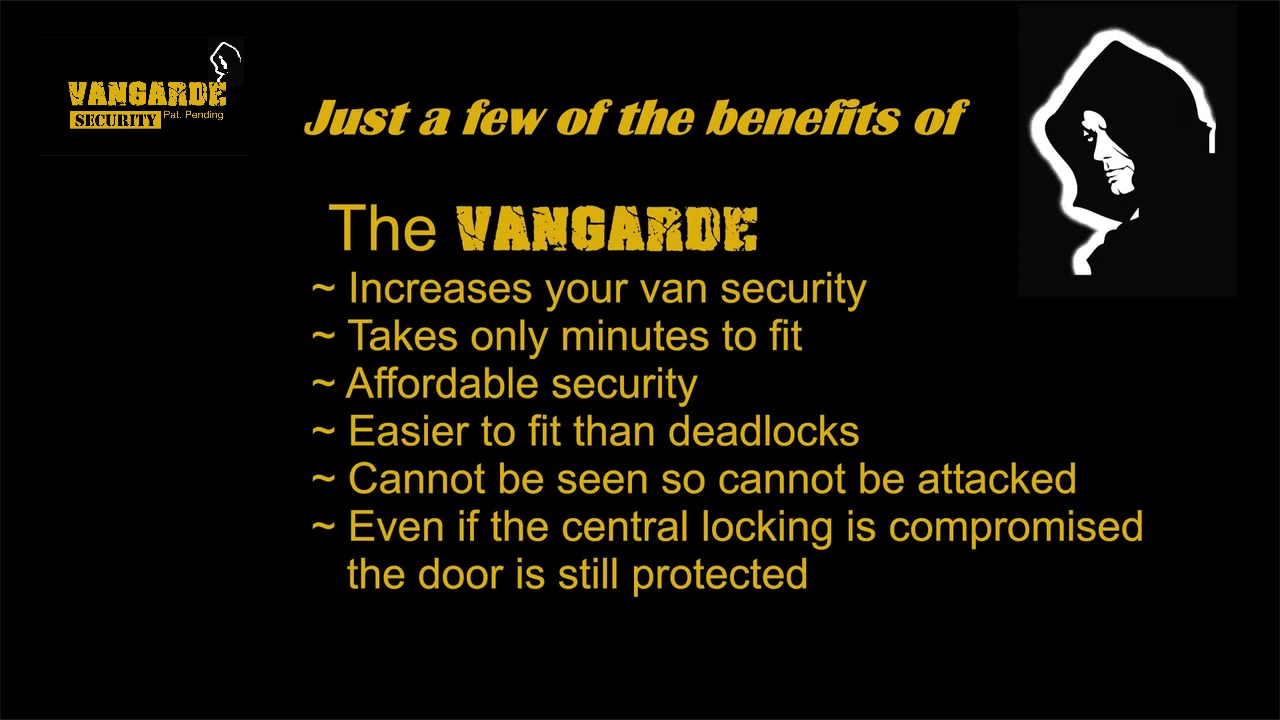 VANGARDE
SECURITY Pat. Pending
Just a few of the benefits of
The VANGARDE
~ Increases your van security
~ Takes only minutes to fit
~ Affordable security
~ Easier to fit than deadlocks
~ Cannot be seen so cannot be attacked
~ Even if the central locking is compromised
the door is still protected